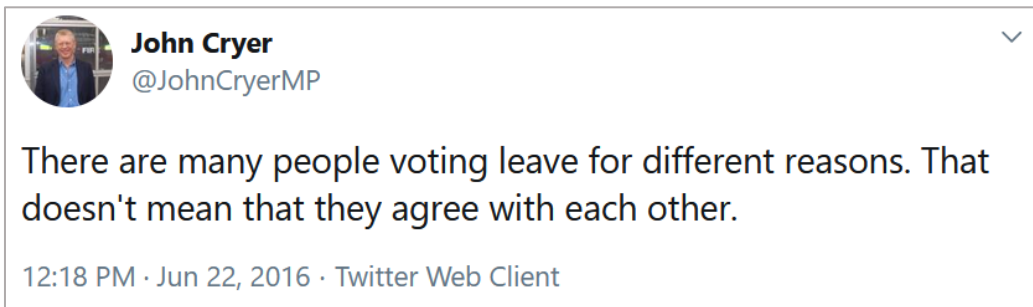 John Cryer
@JohnCryerMP
There are many people voting leave for different reasons. That
doesn't mean that they agree with each other.
12:18 PM · Jun 22, 2016 · Twitter Web Client